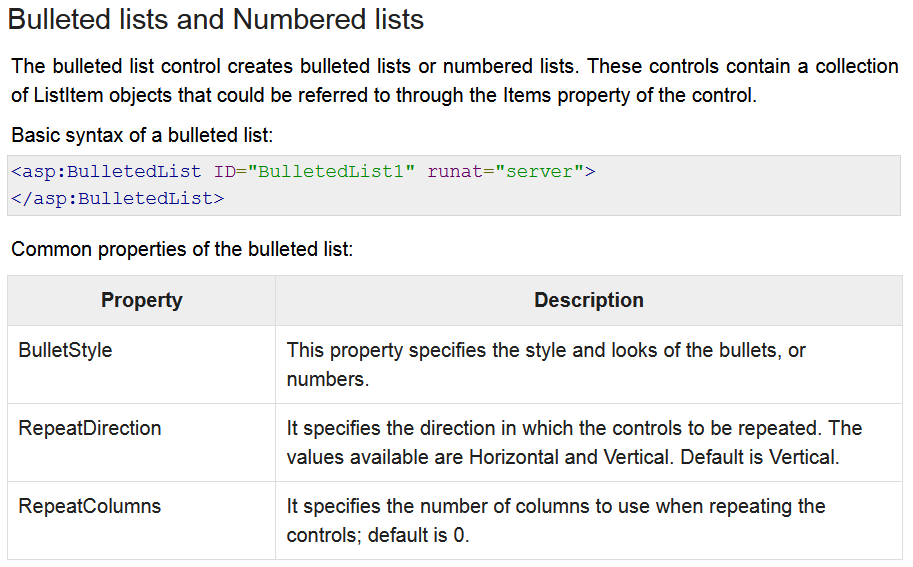 Bulleted lists and Numbered lists
The bulleted list control creates bulleted lists or numbered lists. These controls contain a collection
of ListItem objects that could be referred to through the Items property of the control.
Basic syntax of a bulleted list:
<asp:BulletedList ID="BulletedList1" runat="server">
</asp:BulletedList>
Common properties of the bulleted list:
Property Description
BulletStyle This property specifies the style and looks of the bullets, or
numbers.
RepeatDirection It specifies the direction in which the controls to be repeated. The
values available are Horizontal and Vertical. Default is Vertical.
RepeatColumns It specifies the number of columns to use when repeating the
controls; default is 0.